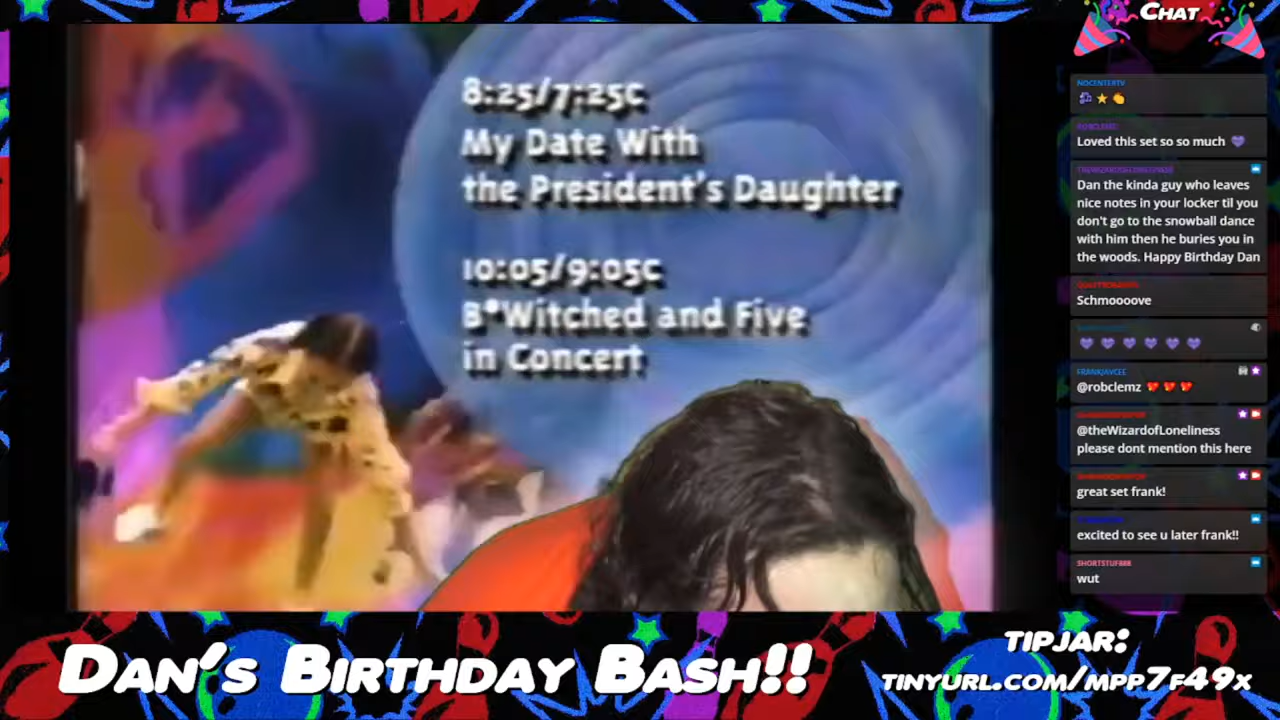 8:25/7:25c
My Date With
the President's Daughter
10:05/9:05c
B*Witched and Five
in Concert
CHAT
NOCENTERTV
Loved this set so so much
Dan the kinda guy who leaves
nice notes in your locker til you
don't go to the snowball dance
with him then he buries you in
the woods. Happy Birthday Dan
Schmoooove
FRANKJAVCEE
@robclemz
@theWizardofLoneliness
please dont mention this here
great set frank!
excited to see u later frank!!
SHORTSTUF888
wut
DAN'S BIRTHDAY BASH!!
TIPJAR:
TINYURL.COM/MPP7F49X